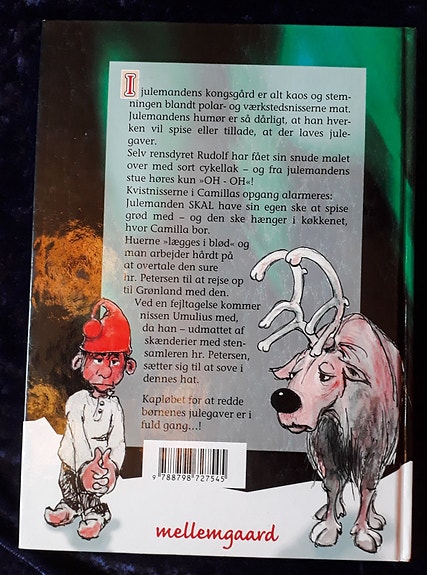 I julemandens kongsgård er alt kaos og stem-
ningen blandt polar- og værkstedsnisserne mat.
Julemandens humør er så dårligt, at han hver-
ken vil spise eller tillade, at der laves jule-
gaver.
Selv rensdyret Rudolf har fået sin snude malet
over med sort cykellak – og fra julemandens
stue høres kun »OH - OH«!
Kvistnisserne i Camillas opgang alarmeres:
Julemanden SKAL have sin egen ske at spise
grød med – og den ske hænger i køkkenet,
hvor Camilla bor.
Huerne »lægges i blød« og
man arbejder hårdt på
at overtale den sure
hr. Petersen til at rejse op
til Grønland med den.
Ved en fejltagelse kommer
nissen Umulius med,
da han – udmattet af
skænderier med sten-
samleren hr. Petersen,
sætter sig til at sove i
dennes hat.
Kapløbet for at redde
børnenes julegaver er i
fuld gang...!
9 788798 727545
mellemgaard